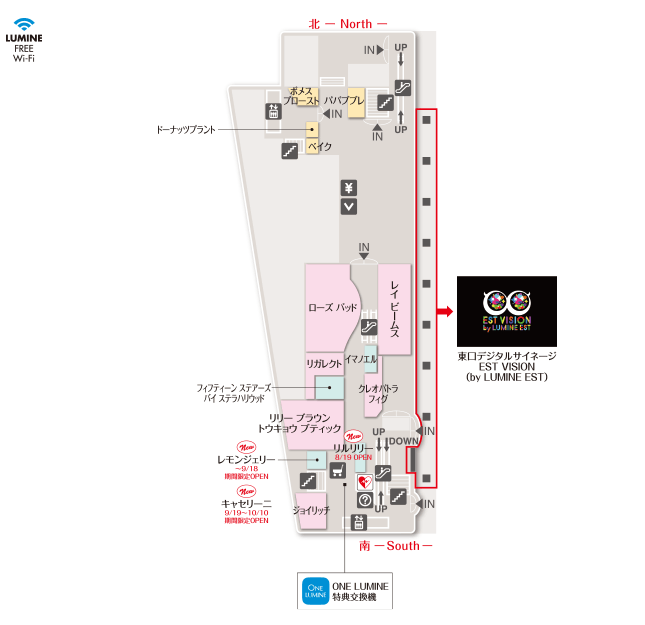 LUMINE
FREE
Wi-Fi
北 － North －
IN
UP
ポメス
プロースト
パパブブレ
IN
IN
UP
ドーナッツプラント
ベイク
¥
IN
ローズ バッド
レイ ビームス
EST VISION
by LUMINE EST
東口デジタルサイネージ
EST VISION
(by LUMINE EST)
リガレクト
イマノエル
フィフティーン ステアーズ
バイ ステラハリウッド
クレオパトラ
フィグ
リリー ブラウン
トウキョウ ブティック
UP
DOWN
IN
New
リルリリー
8/19 OPEN
New
レモンジェリー
～9/18
期間限定OPEN
New
キャセリーニ
9/19～10/10
期間限定OPEN
ジョイリッチ
?
UP
IN
南 －South－
ONE
LUMINE
ONE LUMINE
特典交換機